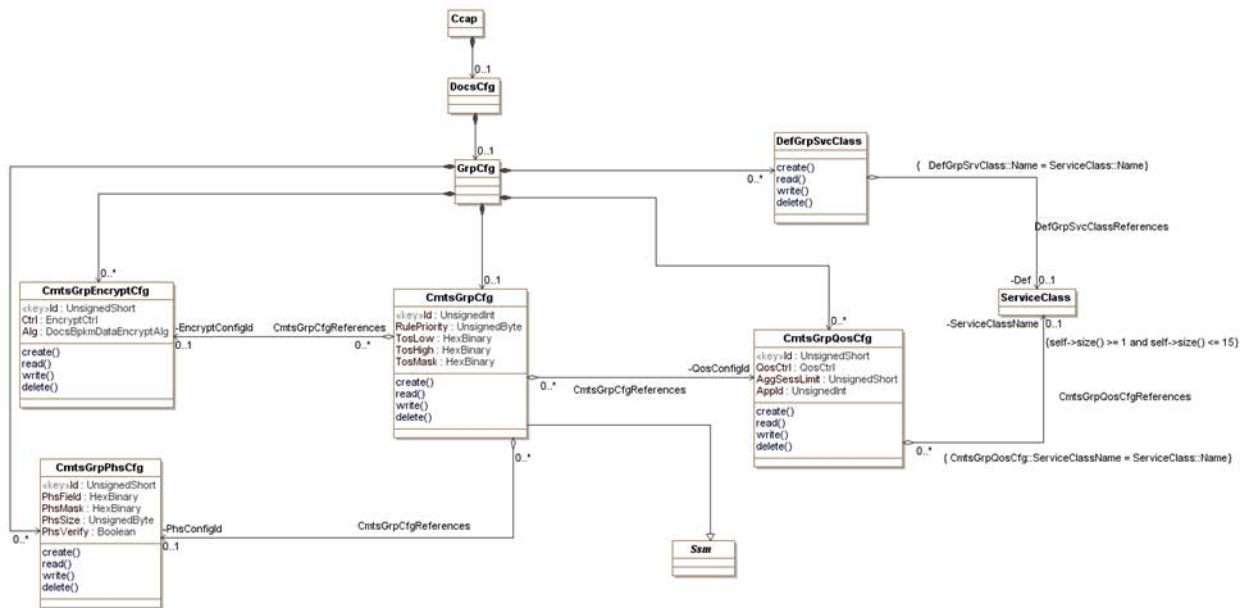 Ccap
0..1
DocsCfg
0..1
GrpCfg
DefGrpSvcClass
create()
read()
write()
delete()
0..*
{ DefGrpSrvClass::Name = ServiceClass::Name}
DefGrpSvcClassReferences
-Def 0..1
ServiceClass
-ServiceClassName 0..1
{self->size() >= 1 and self->size() <= 15}
CmtsGrpQosCfgReferences
0..*
CmtsGrpEncryptCfg
«key»Id : UnsignedShort
Ctrl : EncryptCtrl
Alg : DocsBpkmDataEncryptAlg
create()
read()
write()
delete()
-EncryptConfigId
0..1
CmtsGrpCfgReferences
0..*
0..1
CmtsGrpCfg
«key»Id : UnsignedInt
RulePriority : UnsignedByte
TosLow : HexBinary
TosHigh : HexBinary
TosMask : HexBinary
create()
read()
write()
delete()
0..*
-QosConfigId
CmtsGrpCfgReferences
0..*
CmtsGrpQosCfg
«key»Id : UnsignedShort
QosCtrl : QosCtrl
AggSessLimit : UnsignedShort
AppId : UnsignedInt
create()
read()
write()
delete()
0..*
{ CmtsGrpQosCfg::ServiceClassName = ServiceClass::Name}
0..*
CmtsGrpPhsCfg
«key»Id : UnsignedShort
PhsField : HexBinary
PhsMask : HexBinary
PhsSize : UnsignedByte
PhsVerify : Boolean
create()
read()
write()
delete()
0..*
-PhsConfigId
0..1
CmtsGrpCfgReferences
Ssm